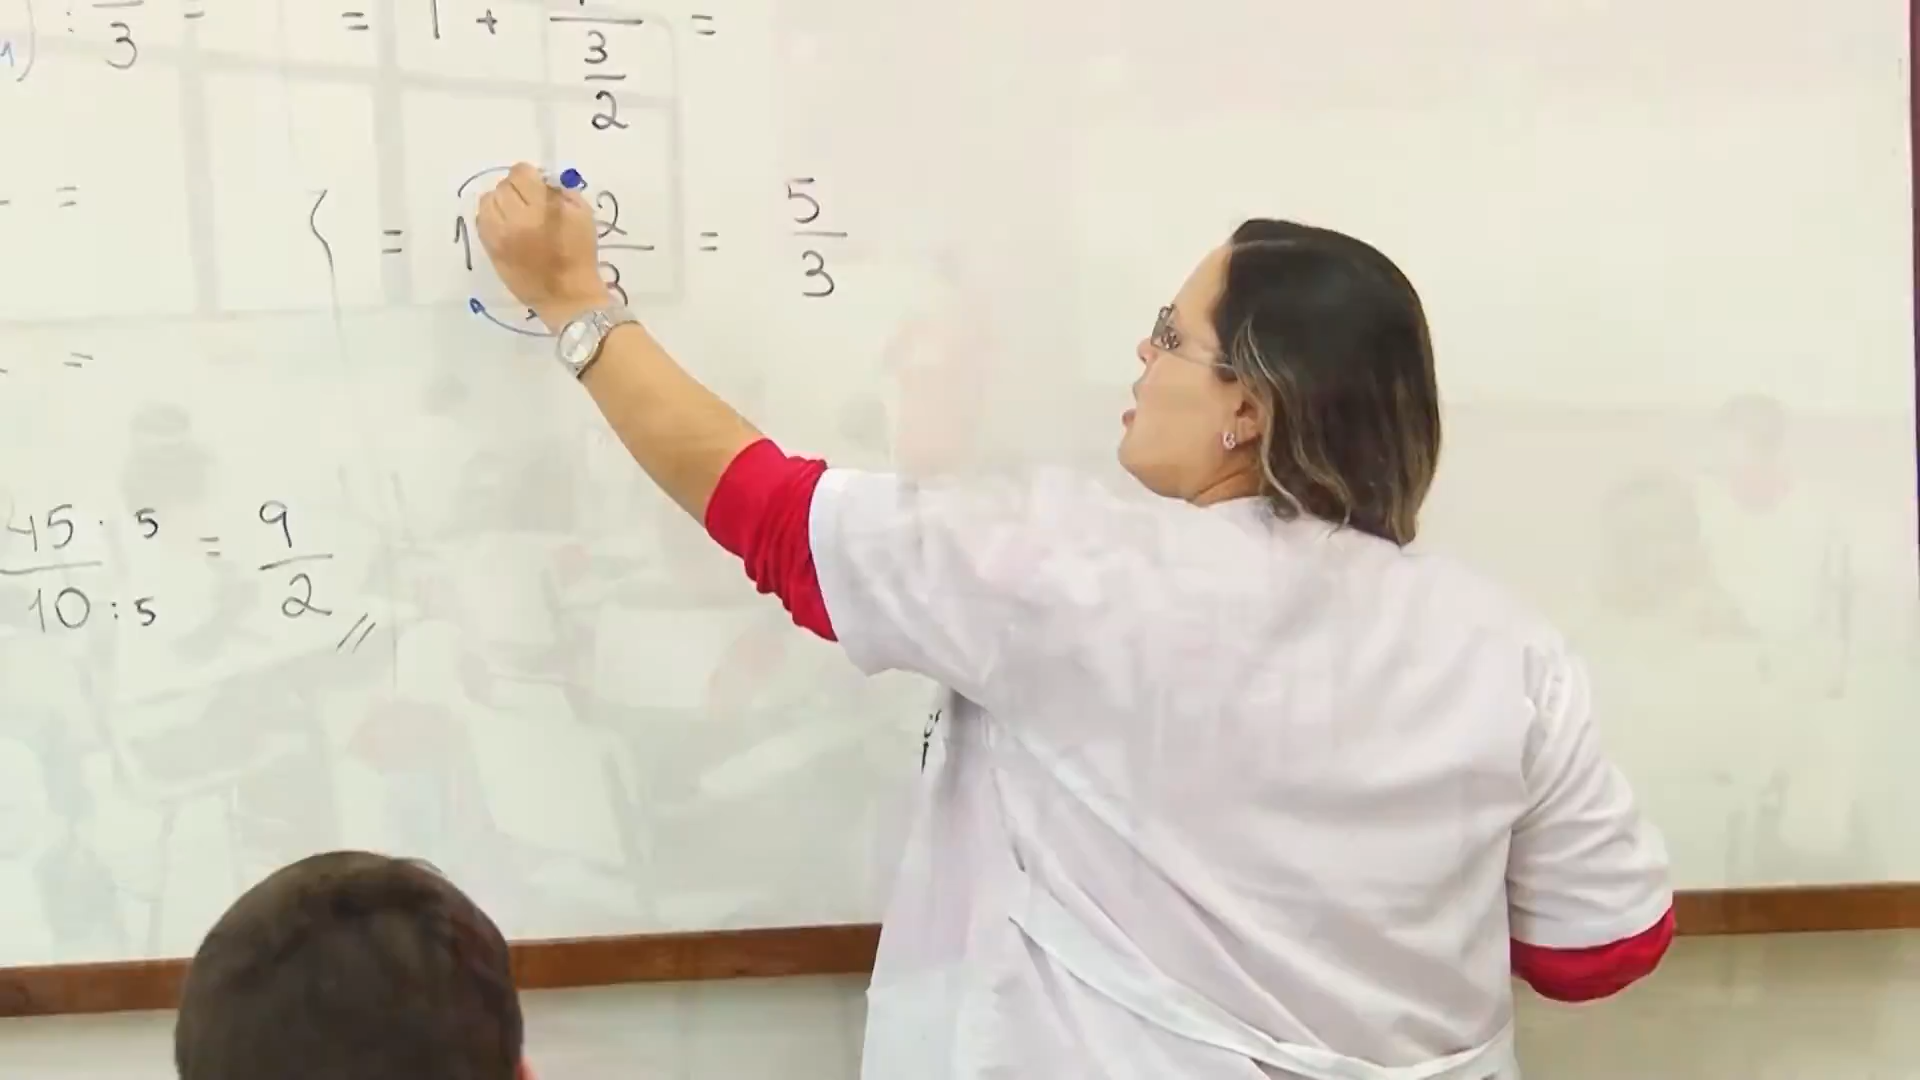 ) : /3 = = 1 + /(3/2) =
- = { = 1 2/3 = 5/3
=
45 : 5 / 10 : 5 = 9/2 //